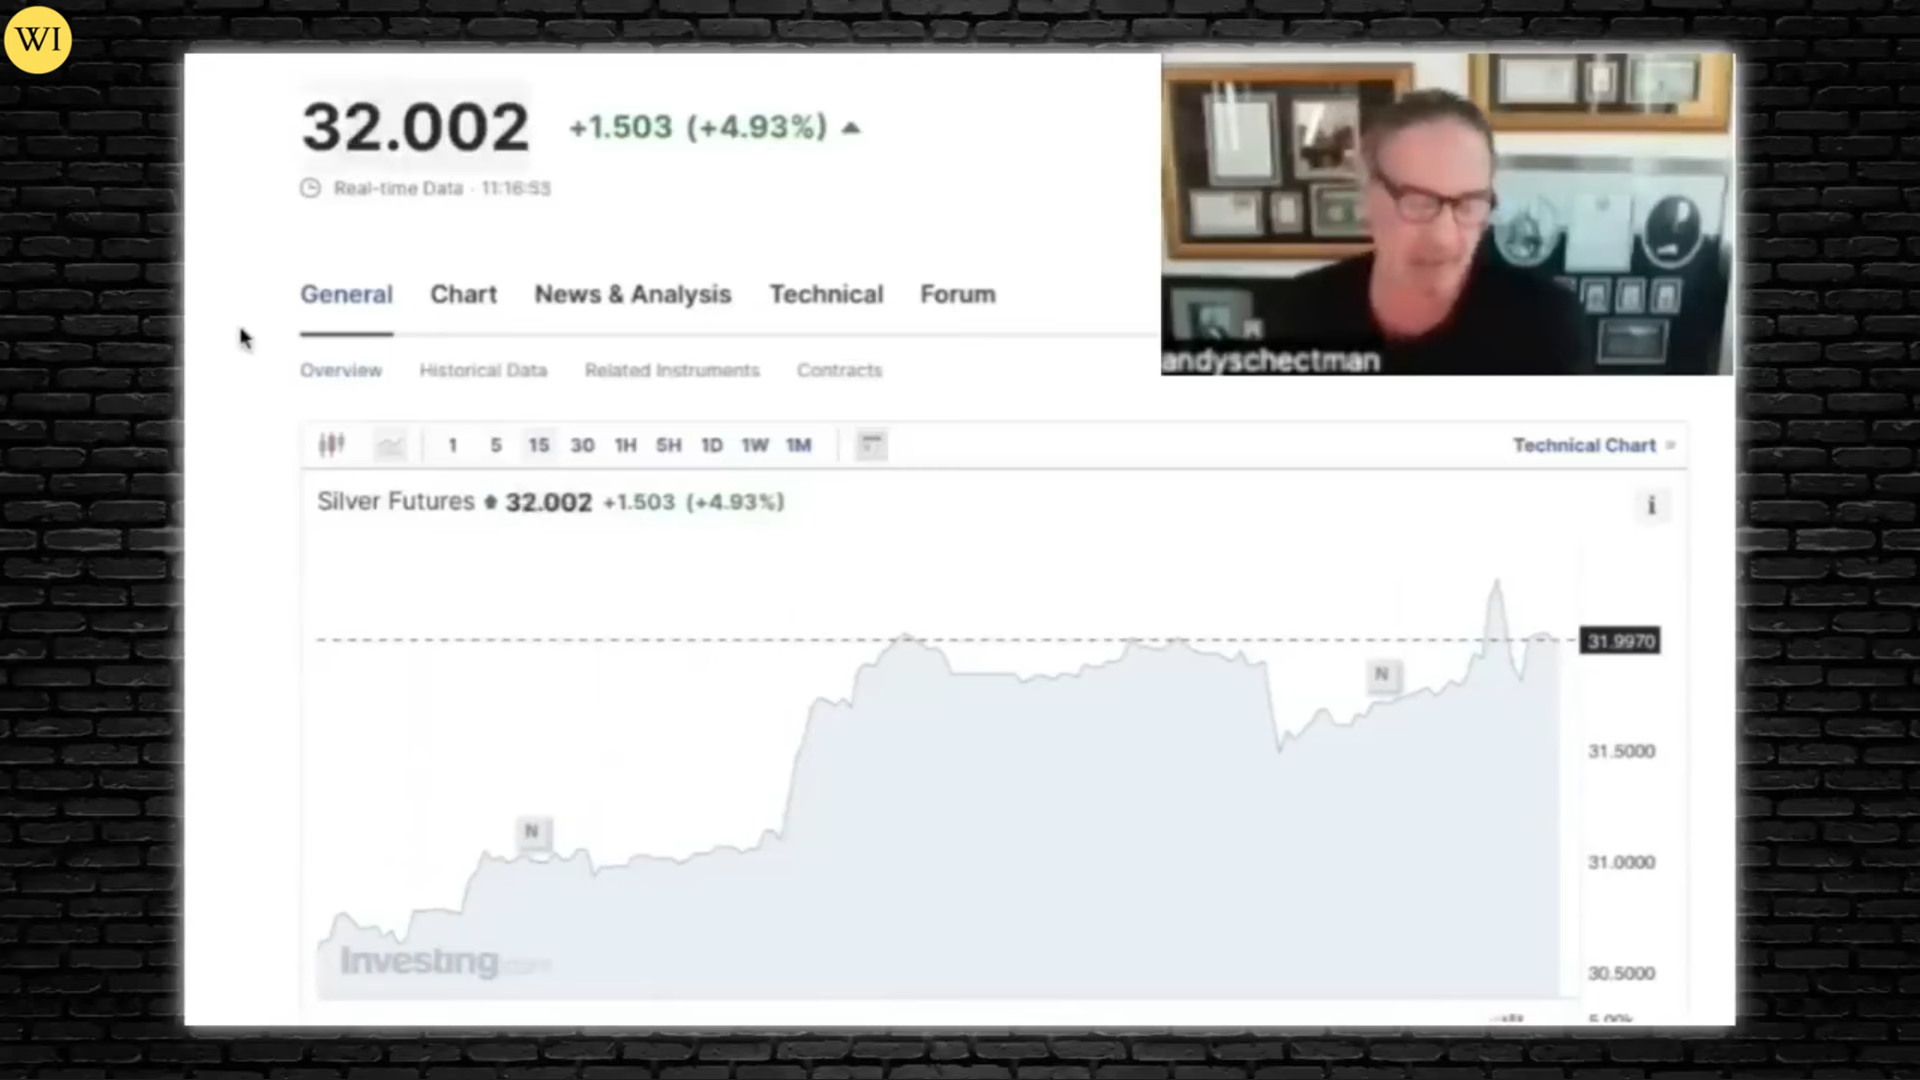 WI
32.002 +1.503 (+4.93%)
Real-time Data · 11:16:53
andyschectman
General Chart News & Analysis Technical Forum
Overview Historical Data Related Instruments Contracts
1 5 15 30 1H 5H 1D 1W 1M
Technical Chart »
Silver Futures 32.002 +1.503 (+4.93%)
i
31.9970
N
31.5000
N
31.0000
Investing
30.5000